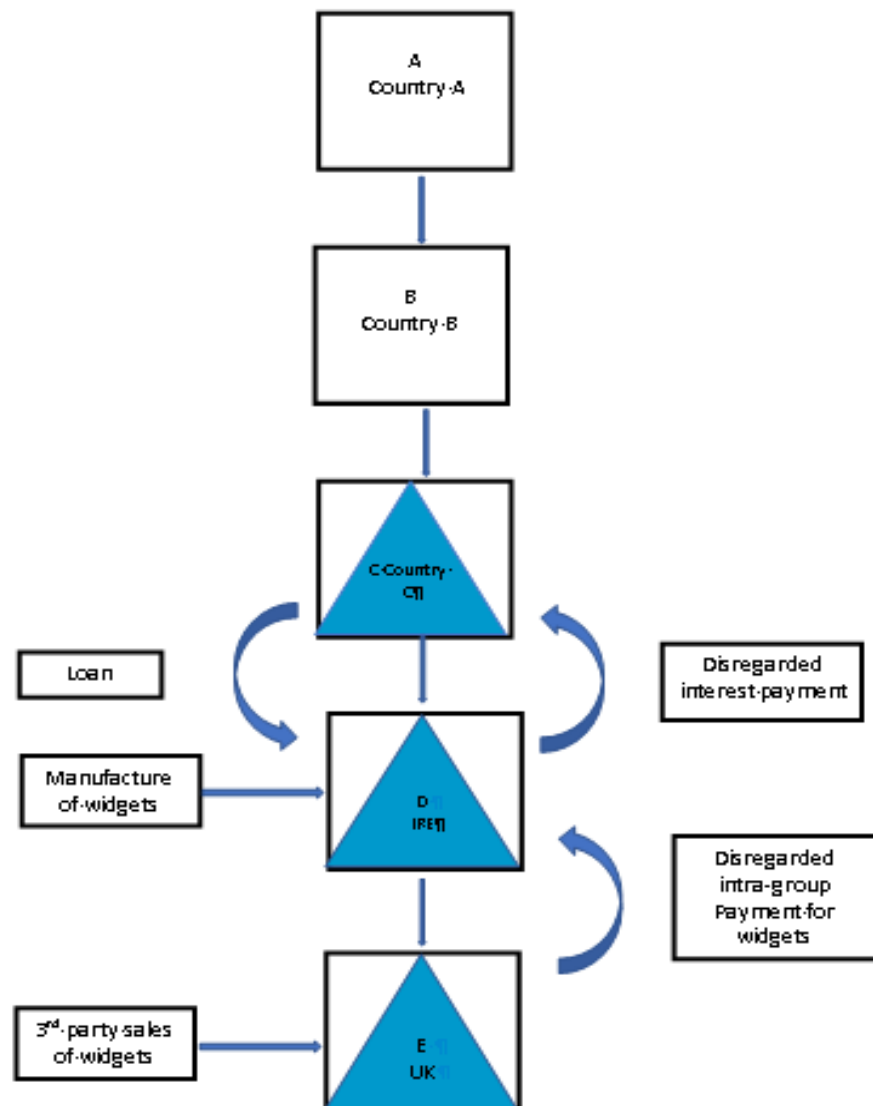 A
Country·A
B
Country·B
C·Country·
C¶
Loan
Disregarded
interest·payment
Manufacture
of·widgets
D¶
IRE¶
Disregarded
intra-group
Payment·for
widgets
3rd·party·sales
of·widgets
E ¶
UK¶